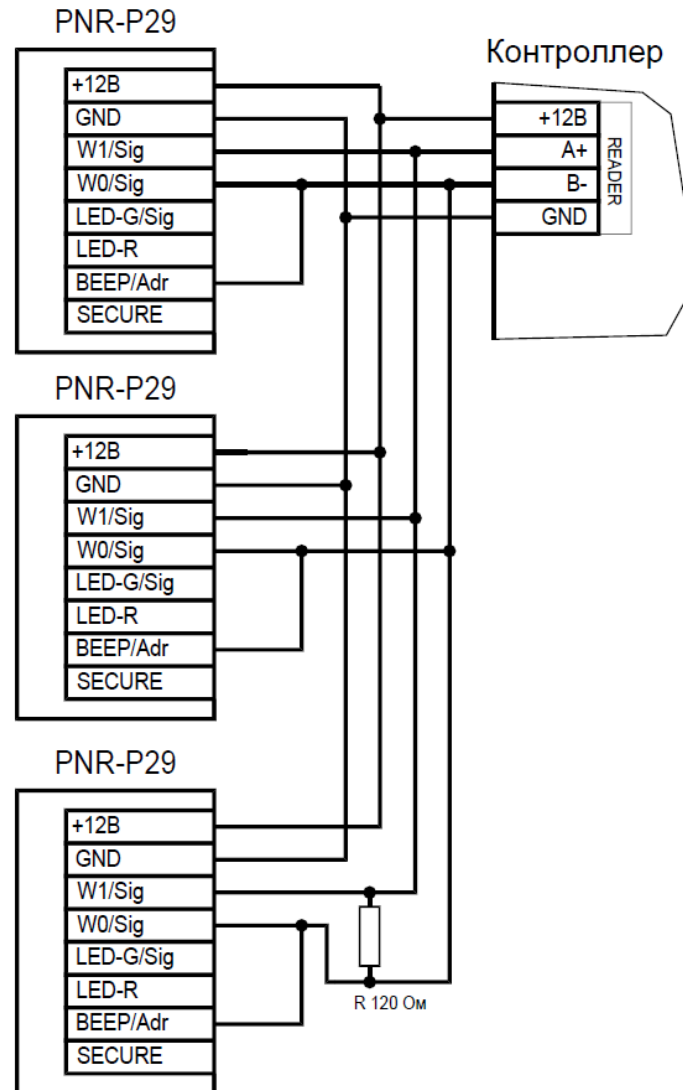 PNR-P29
+12В
GND
W1/Sig
W0/Sig
LED-G/Sig
LED-R
BEEP/Adr
SECURE
Контроллер
+12В
A+
B-
GND
READER
PNR-P29
+12В
GND
W1/Sig
W0/Sig
LED-G/Sig
LED-R
BEEP/Adr
SECURE
PNR-P29
+12В
GND
W1/Sig
W0/Sig
LED-G/Sig
LED-R
BEEP/Adr
SECURE
R 120 Ом